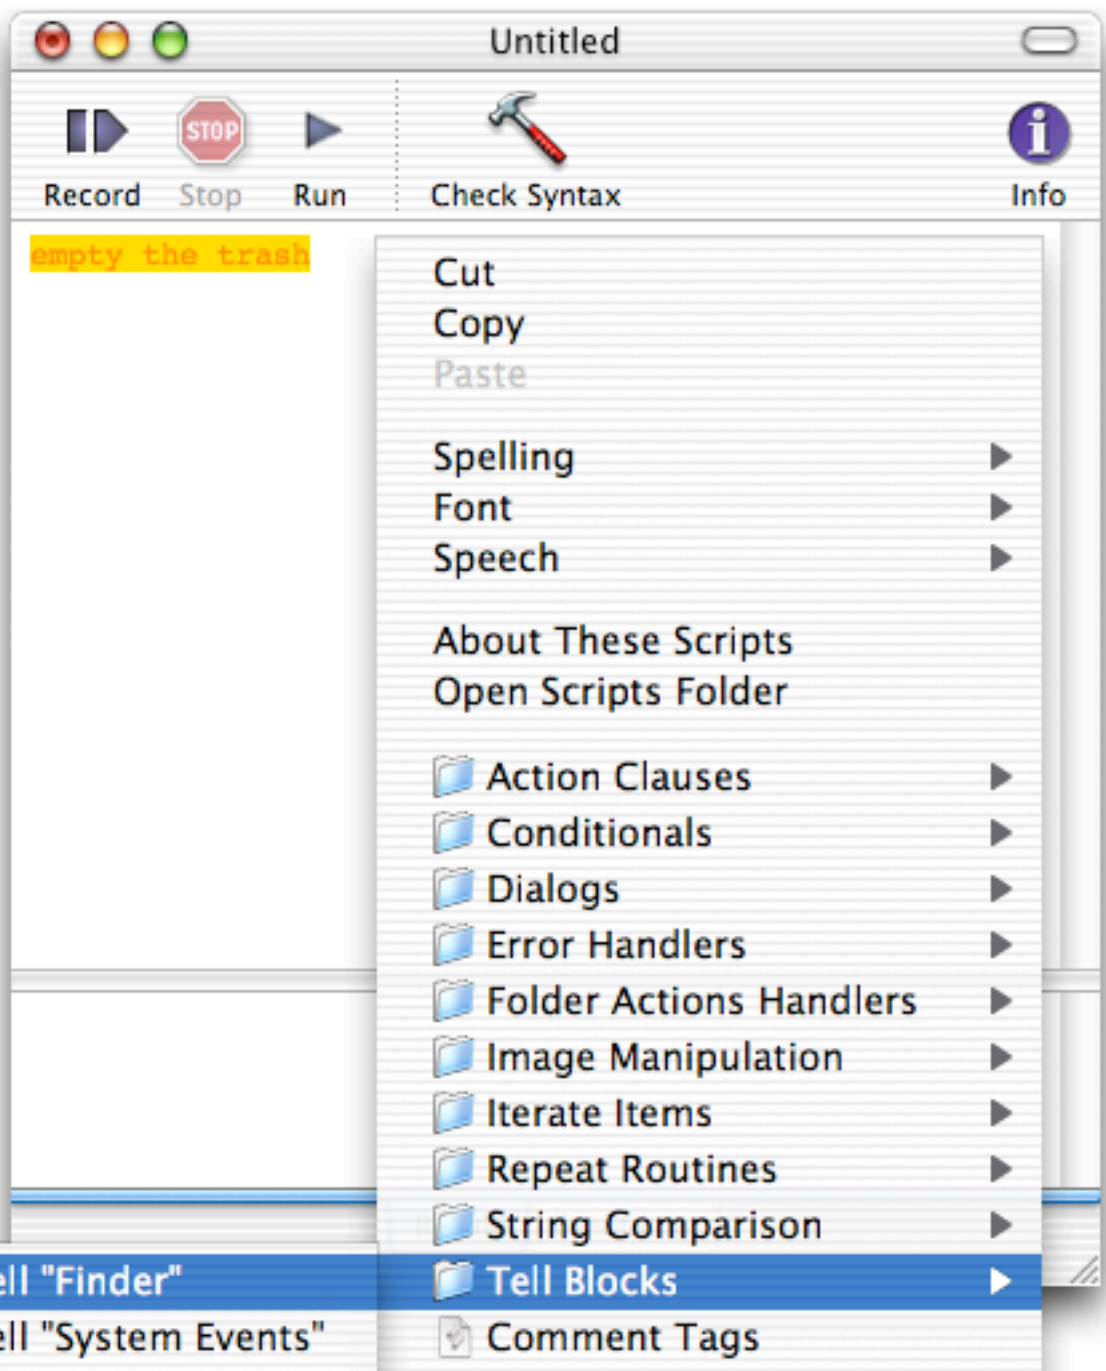 Untitled
STOP
Record Stop Run Check Syntax Info
empty the trash
Cut
Copy
Paste
Spelling
Font
Speech
About These Scripts
Open Scripts Folder
Action Clauses
Conditionals
Dialogs
Error Handlers
Folder Actions Handlers
Image Manipulation
Iterate Items
Repeat Routines
String Comparison
Tell Blocks
ell "Finder"
Comment Tags
ell "System Events"